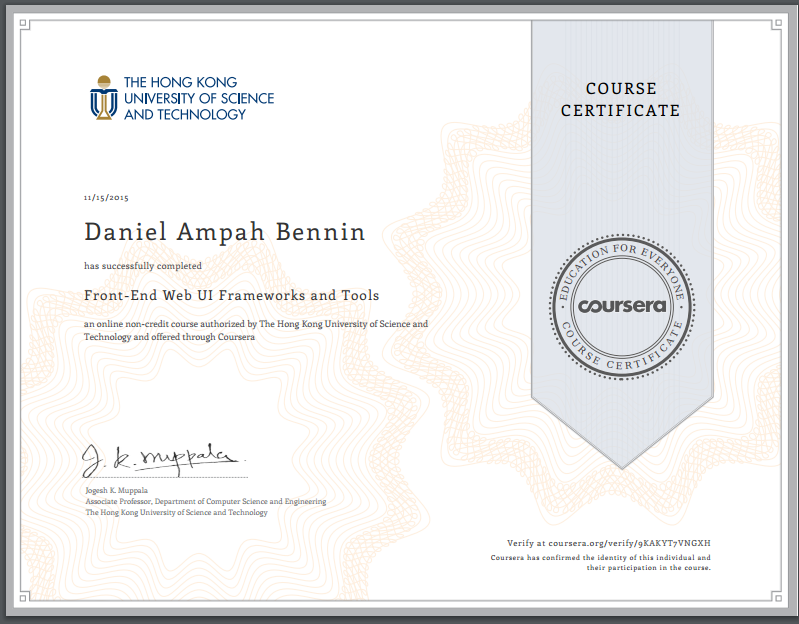 THE HONG KONG
UNIVERSITY OF SCIENCE
AND TECHNOLOGY
COURSE
CERTIFICATE
11/15/2015
Daniel Ampah Bennin
has successfully completed
Front-End Web UI Frameworks and Tools
an online non-credit course authorized by The Hong Kong University of Science and
Technology and offered through Coursera
EDUCATION FOR EVERYONE
coursera
COURSE CERTIFICATE
J. K. Muppala
Jogesh K. Muppala
Associate Professor, Department of Computer Science and Engineering
The Hong Kong University of Science and Technology
Verify at coursera.org/verify/9KAKYT7VNGXH
Coursera has confirmed the identity of this individual and
their participation in the course.